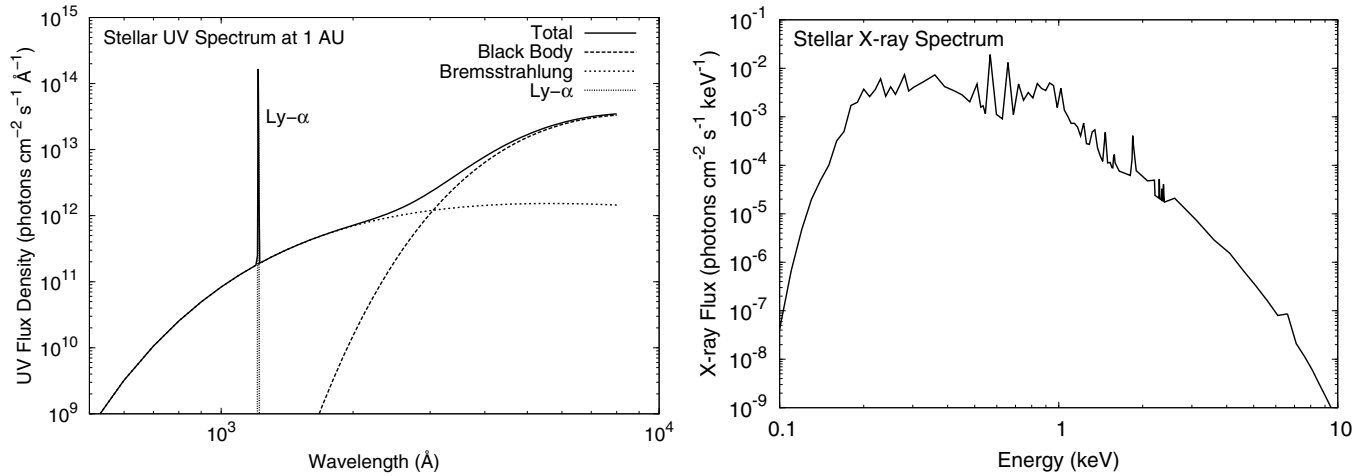 Stellar UV Spectrum at 1 AU
Total
Black Body
Bremsstrahlung
Ly−α
Ly−α
UV Flux Density (photons cm⁻² s⁻¹ Å⁻¹)
10¹⁵
10¹⁴
10¹³
10¹²
10¹¹
10¹⁰
10⁹
10³
10⁴
Wavelength (Å)
Stellar X-ray Spectrum
X-ray Flux (photons cm⁻² s⁻¹ keV⁻¹)
10⁻¹
10⁻²
10⁻³
10⁻⁴
10⁻⁵
10⁻⁶
10⁻⁷
10⁻⁸
10⁻⁹
0.1
1
10
Energy (keV)